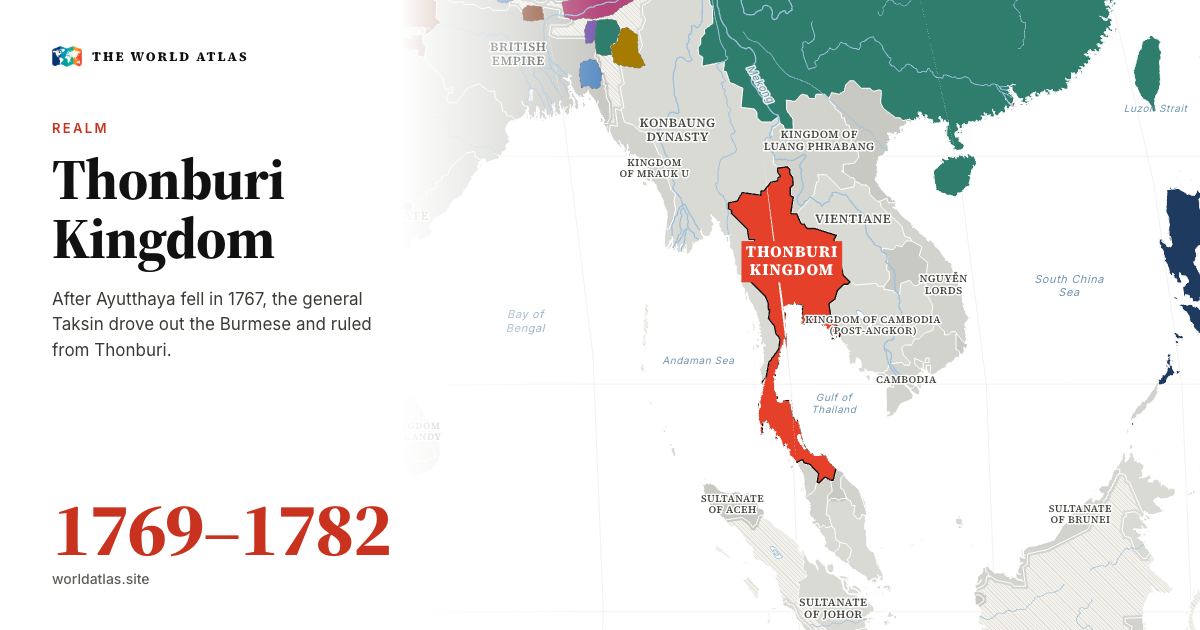 THE WORLD ATLAS
REALM
Thonburi
Kingdom
After Ayutthaya fell in 1767, the general
Taksin drove out the Burmese and ruled
from Thonburi.
1769–1782
worldatlas.site
BRITISH
EMPIRE
Mekong
Luzon Strait
KONBAUNG
DYNASTY
KINGDOM OF
LUANG PHRABANG
KINGDOM
OF MRAUK U
VIENTIANE
THONBURI
KINGDOM
NGUYỄN
LORDS
South China
Sea
Bay of
Bengal
KINGDOM OF CAMBODIA
(POST-ANGKOR)
Andaman Sea
CAMBODIA
Gulf of
Thailand
SULTANATE
OF ACEH
SULTANATE
OF BRUNEI
SULTANATE
OF JOHOR